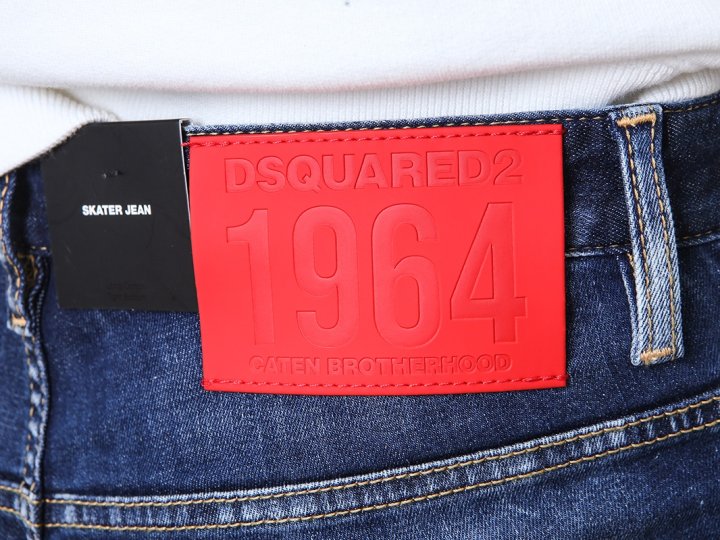 SKATER JEAN
DSQUARED2
1964
CATEN BROTHERHOOD